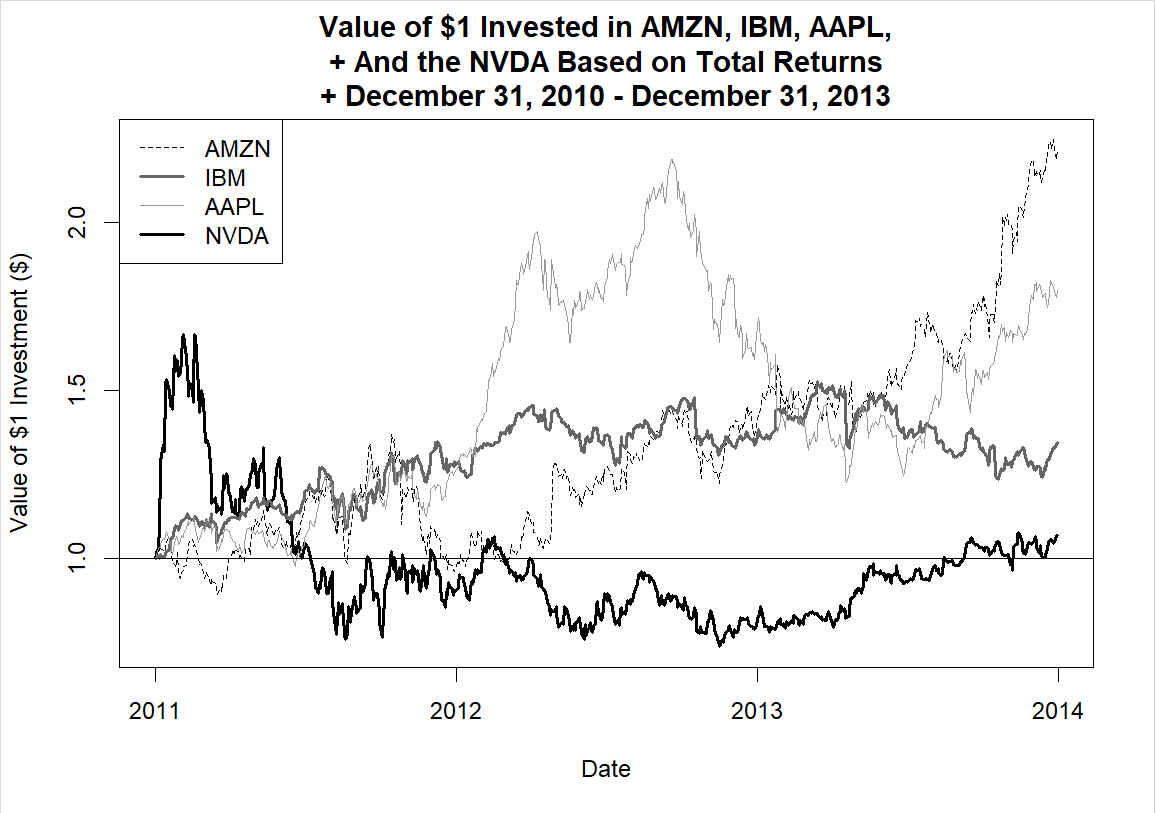 Value of $1 Invested in AMZN, IBM, AAPL,
+ And the NVDA Based on Total Returns
+ December 31, 2010 - December 31, 2013
AMZN
IBM
AAPL
NVDA
Value of $1 Investment ($)
2.0
1.5
1.0
2011 2012 2013 2014
Date